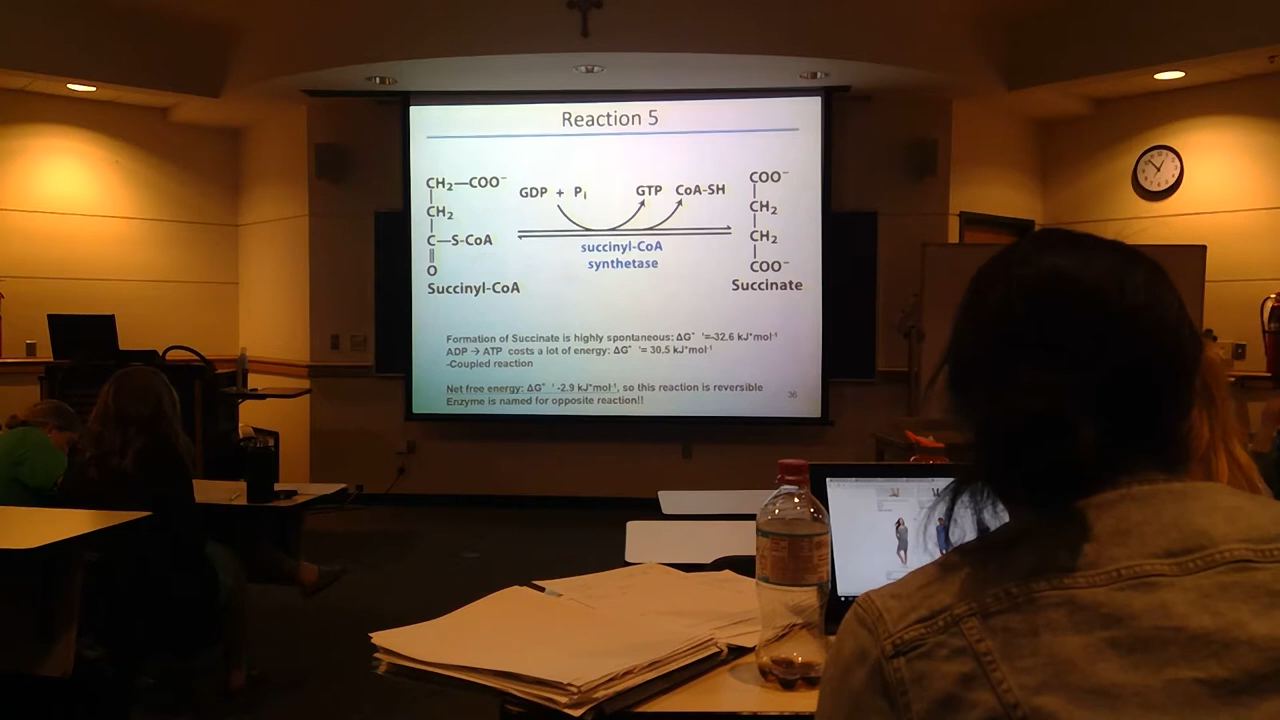 Reaction 5
CH₂—COO⁻
CH₂
C—S-CoA
O
Succinyl-CoA
GDP + Pᵢ
GTP CoA-SH
succinyl-CoA
synthetase
COO⁻
CH₂
CH₂
COO⁻
Succinate
Formation of Succinate is highly spontaneous: ΔG° '=-32.6 kJ*mol⁻¹
ADP → ATP costs a lot of energy: ΔG° '= 30.5 kJ*mol⁻¹
-Coupled reaction
Net free energy: ΔG° ' -2.9 kJ*mol⁻¹, so this reaction is reversible
Enzyme is named for opposite reaction!!
36